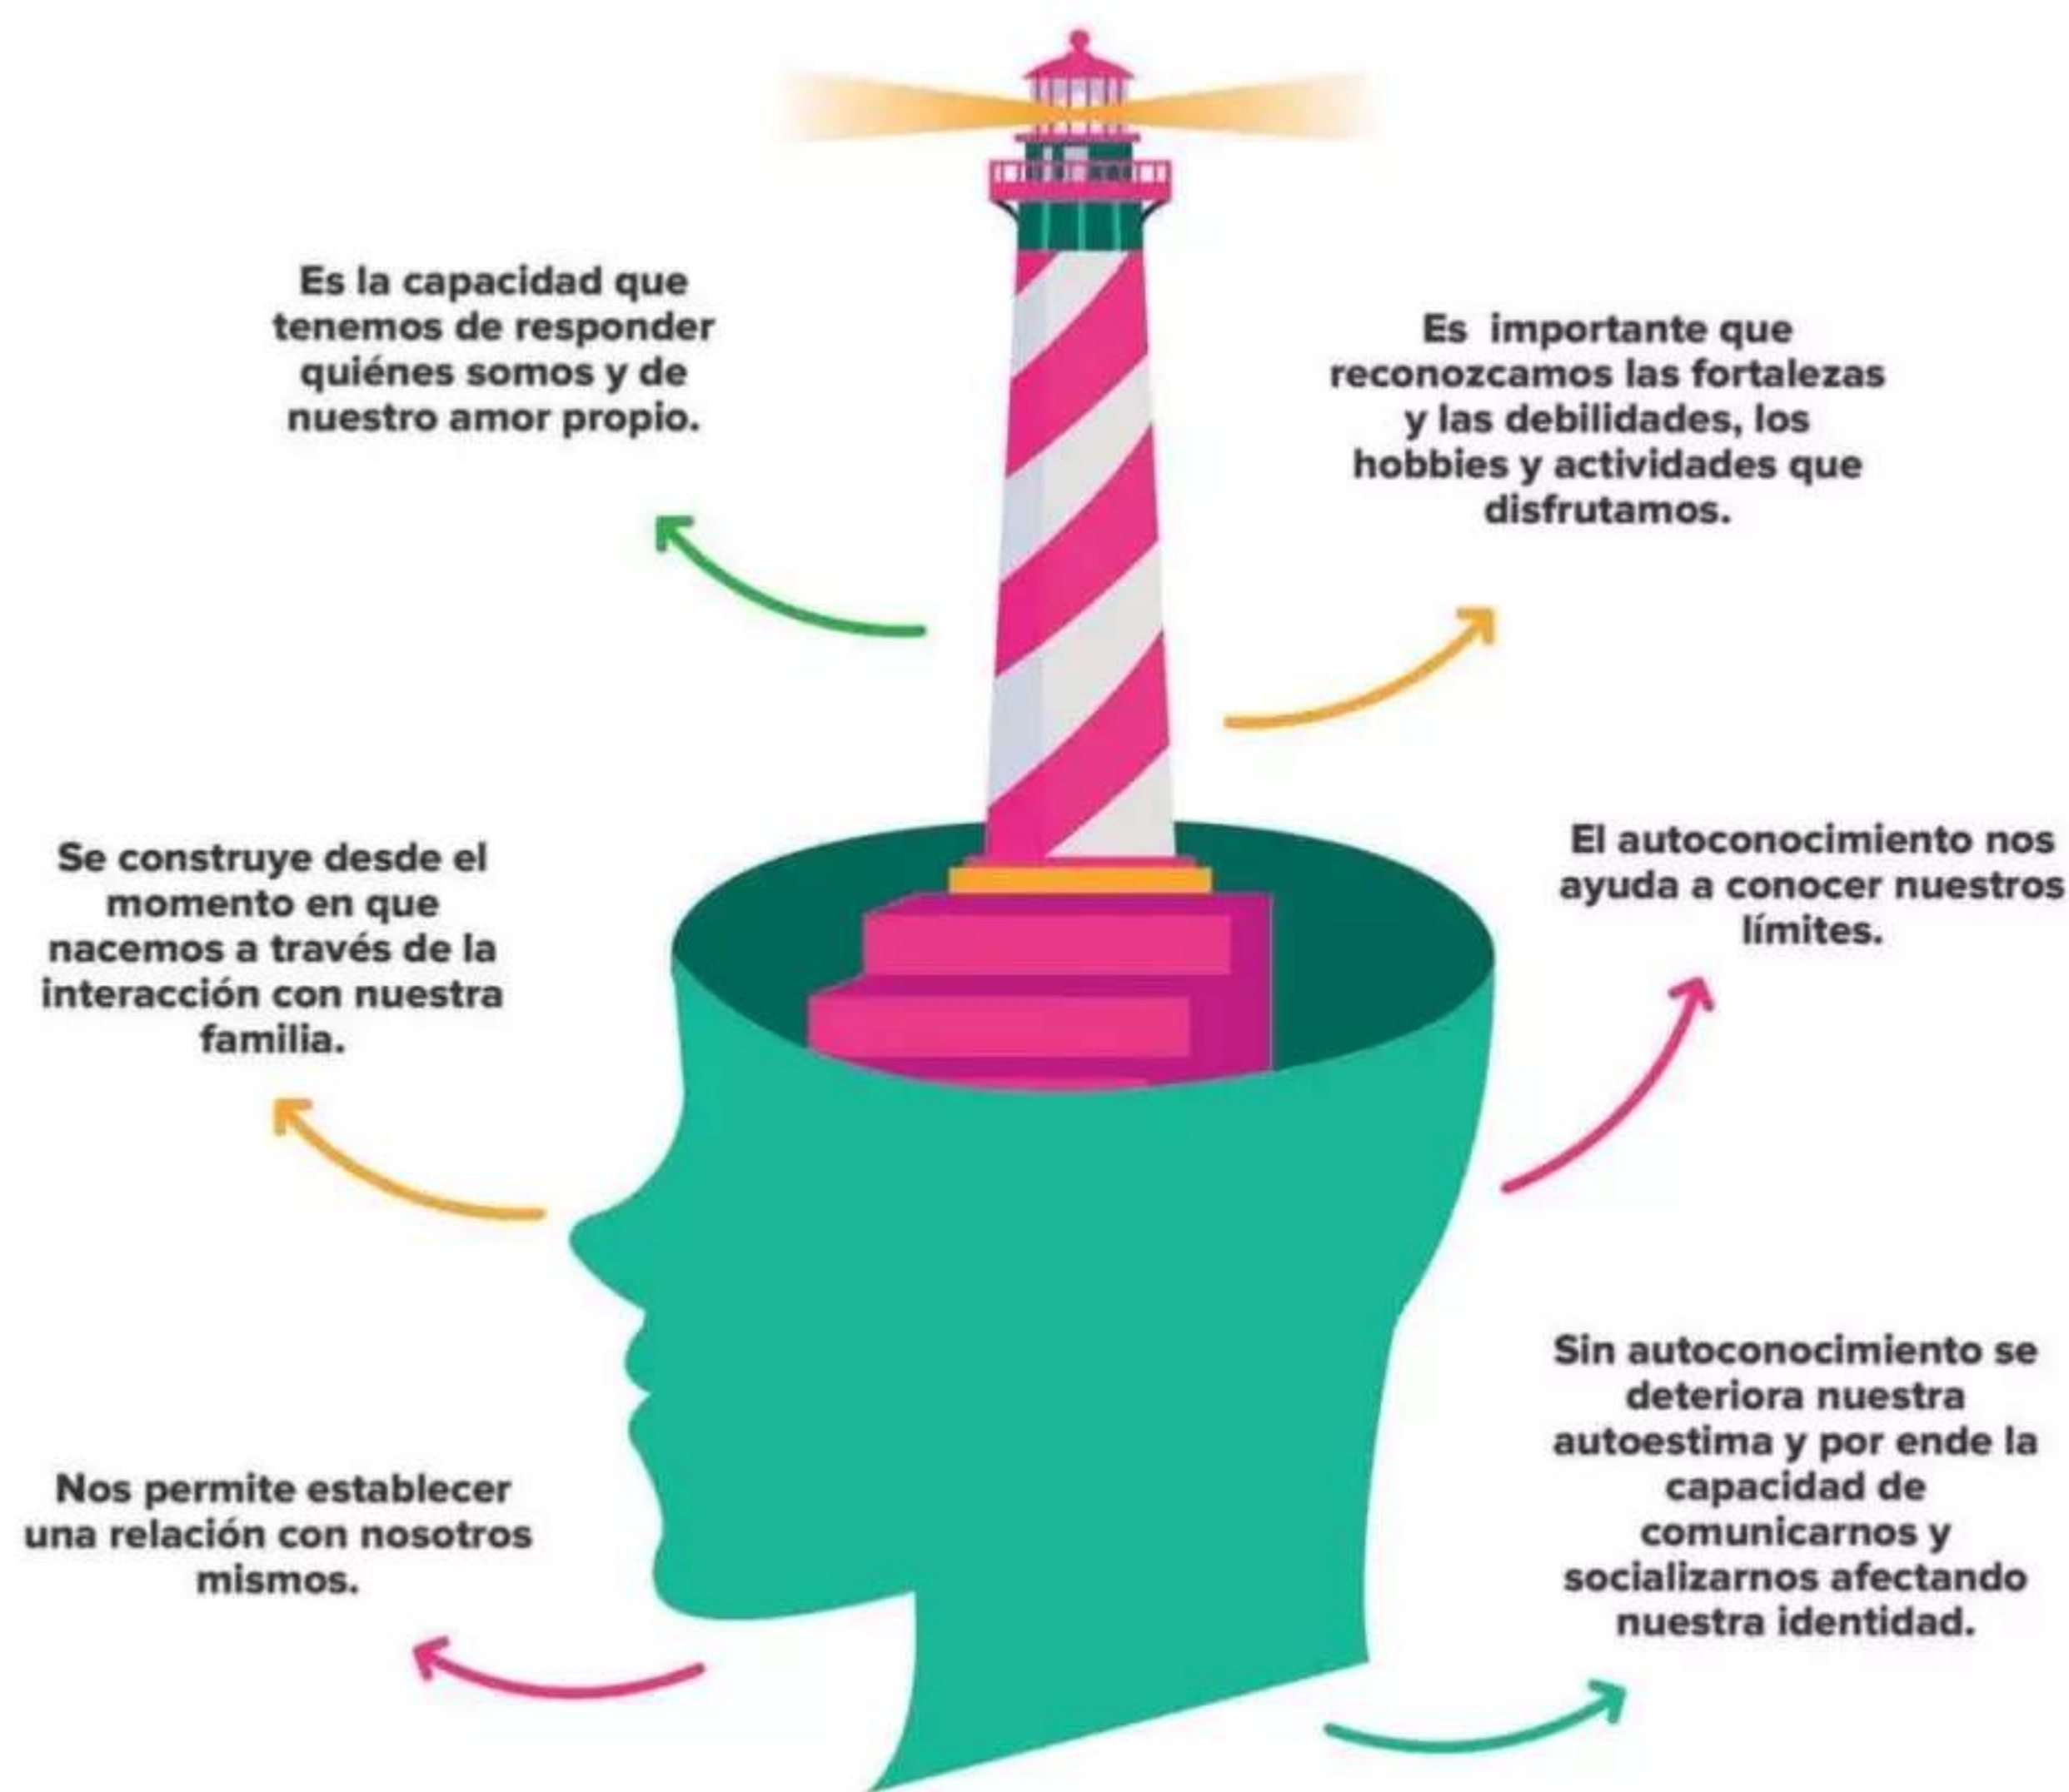 Es la capacidad que
tenemos de responder
quiénes somos y de
nuestro amor propio.
Es importante que
reconozcamos las fortalezas
y las debilidades, los
hobbies y actividades que
disfrutamos.
Se construye desde el
momento en que
nacemos a través de la
interacción con nuestra
familia.
El autoconocimiento nos
ayuda a conocer nuestros
límites.
Nos permite establecer
una relación con nosotros
mismos.
Sin autoconocimiento se
deteriora nuestra
autoestima y por ende la
capacidad de
comunicarnos y
socializarnos afectando
nuestra identidad.